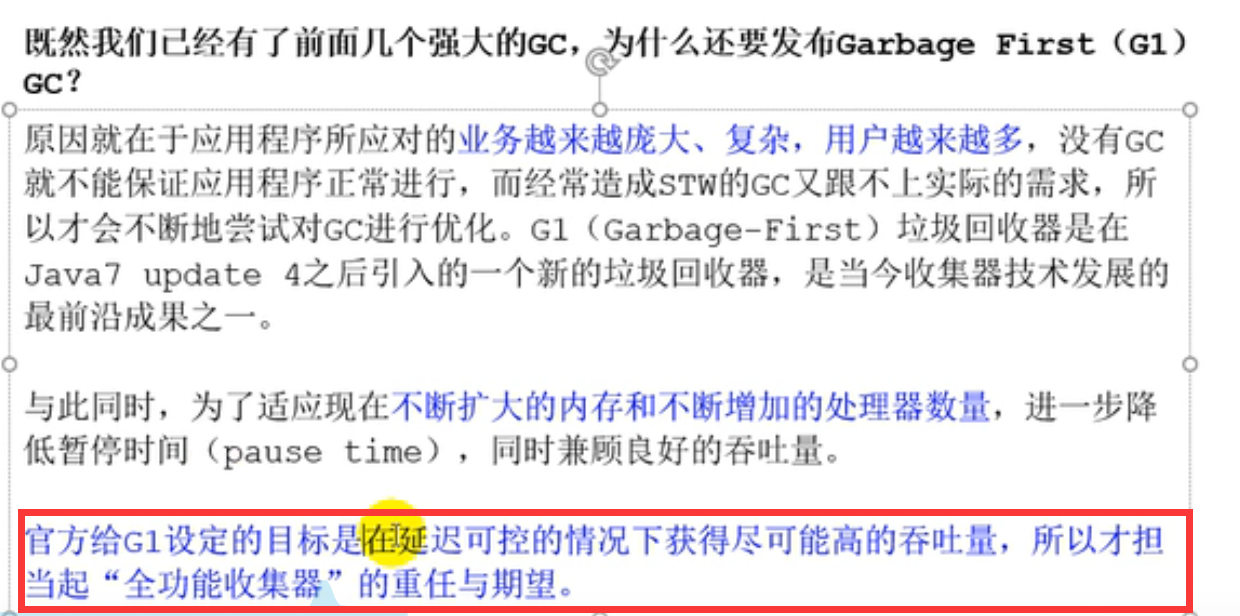 既然我们已经有了前面几个强大的GC，为什么还要发布Garbage First（G1）
GC？
原因就在于应用程序所应对的业务越来越庞大、复杂，用户越来越多，没有GC
就不能保证应用程序正常进行，而经常造成STW的GC又跟不上实际的需求，所
以才会不断地尝试对GC进行优化。G1（Garbage-First）垃圾回收器是在
Java7 update 4之后引入的一个新的垃圾回收器，是当今收集器技术发展的
最前沿成果之一。
与此同时，为了适应现在不断扩大的内存和不断增加的处理器数量，进一步降
低暂停时间（pause time），同时兼顾良好的吞吐量。
官方给G1设定的目标是在延迟可控的情况下获得尽可能高的吞吐量，所以才担
当起“全功能收集器”的重任与期望。